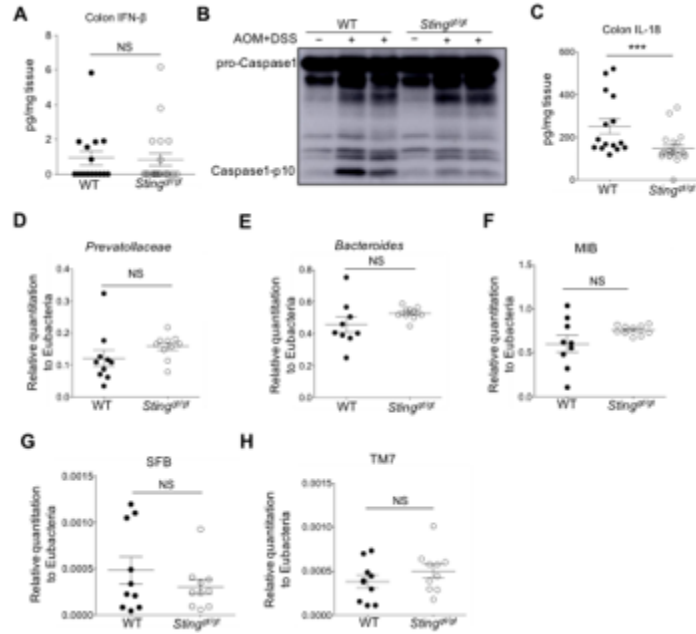 A
Colon IFN-β
NS
pg/mg tissue
8
6
4
2
0
WT
Sting^gt/gt
B
WT
Sting^gt/gt
AOM+DSS
− + + − + +
pro-Caspase1
Caspase1-p10
C
Colon IL-18
***
pg/mg tissue
600
400
200
0
WT
Sting^gt/gt
D
Prevotollaceae
NS
Relative quantitation
to Eubacteria
0.4
0.3
0.2
0.1
0.0
WT
Sting^gt/gt
E
Bacteroides
NS
Relative quantitation
to Eubacteria
0.8
0.6
0.4
0.2
0.0
WT
Sting^gt/gt
F
MIB
NS
Relative quantitation
to Eubacteria
1.5
1.0
0.5
0.0
WT
Sting^gt/gt
G
SFB
NS
Relative quantitation
to Eubacteria
0.0015
0.0010
0.0005
0.0000
WT
Sting^gt/gt
H
TM7
NS
Relative quantitation
to Eubacteria
0.0015
0.0010
0.0005
0.0000
WT
Sting^gt/gt